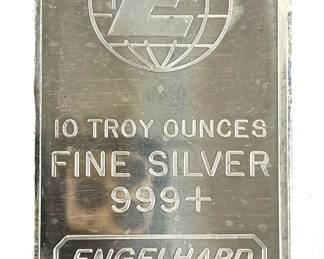 E
10 TROY OUNCES
FINE SILVER
999+
ENGELHARD